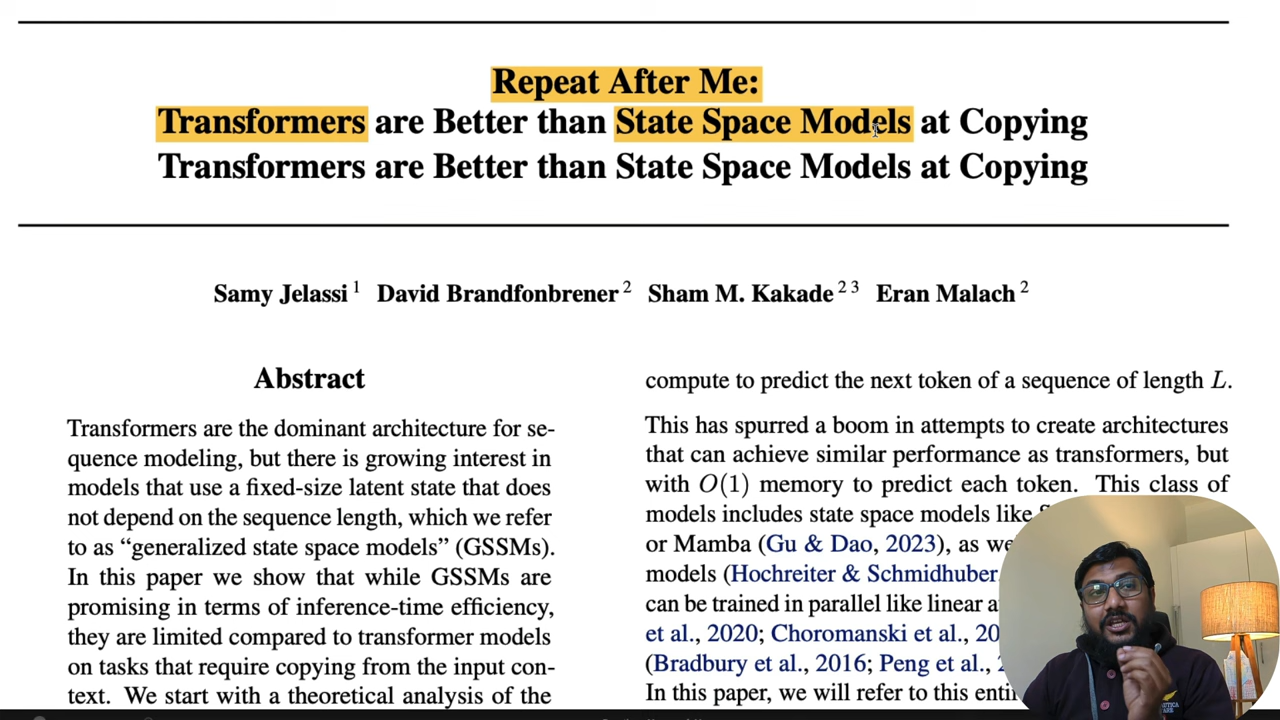 Repeat After Me:
Transformers are Better than State Space Models at Copying
Transformers are Better than State Space Models at Copying
Samy Jelassi 1 David Brandfonbrener 2 Sham M. Kakade 2 3 Eran Malach 2
Abstract
Transformers are the dominant architecture for se-
quence modeling, but there is growing interest in
models that use a fixed-size latent state that does
not depend on the sequence length, which we refer
to as “generalized state space models” (GSSMs).
In this paper we show that while GSSMs are
promising in terms of inference-time efficiency,
they are limited compared to transformer models
on tasks that require copying from the input con-
text. We start with a theoretical analysis of the
compute to predict the next token of a sequence of length L.
This has spurred a boom in attempts to create architectures
that can achieve similar performance as transformers, but
with O(1) memory to predict each token. This class of
models includes state space models like
or Mamba (Gu & Dao, 2023), as we
models (Hochreiter & Schmidhuber
can be trained in parallel like linear a
et al., 2020; Choromanski et al., 20
(Bradbury et al., 2016; Peng et al.,
In this paper, we will refer to this enti